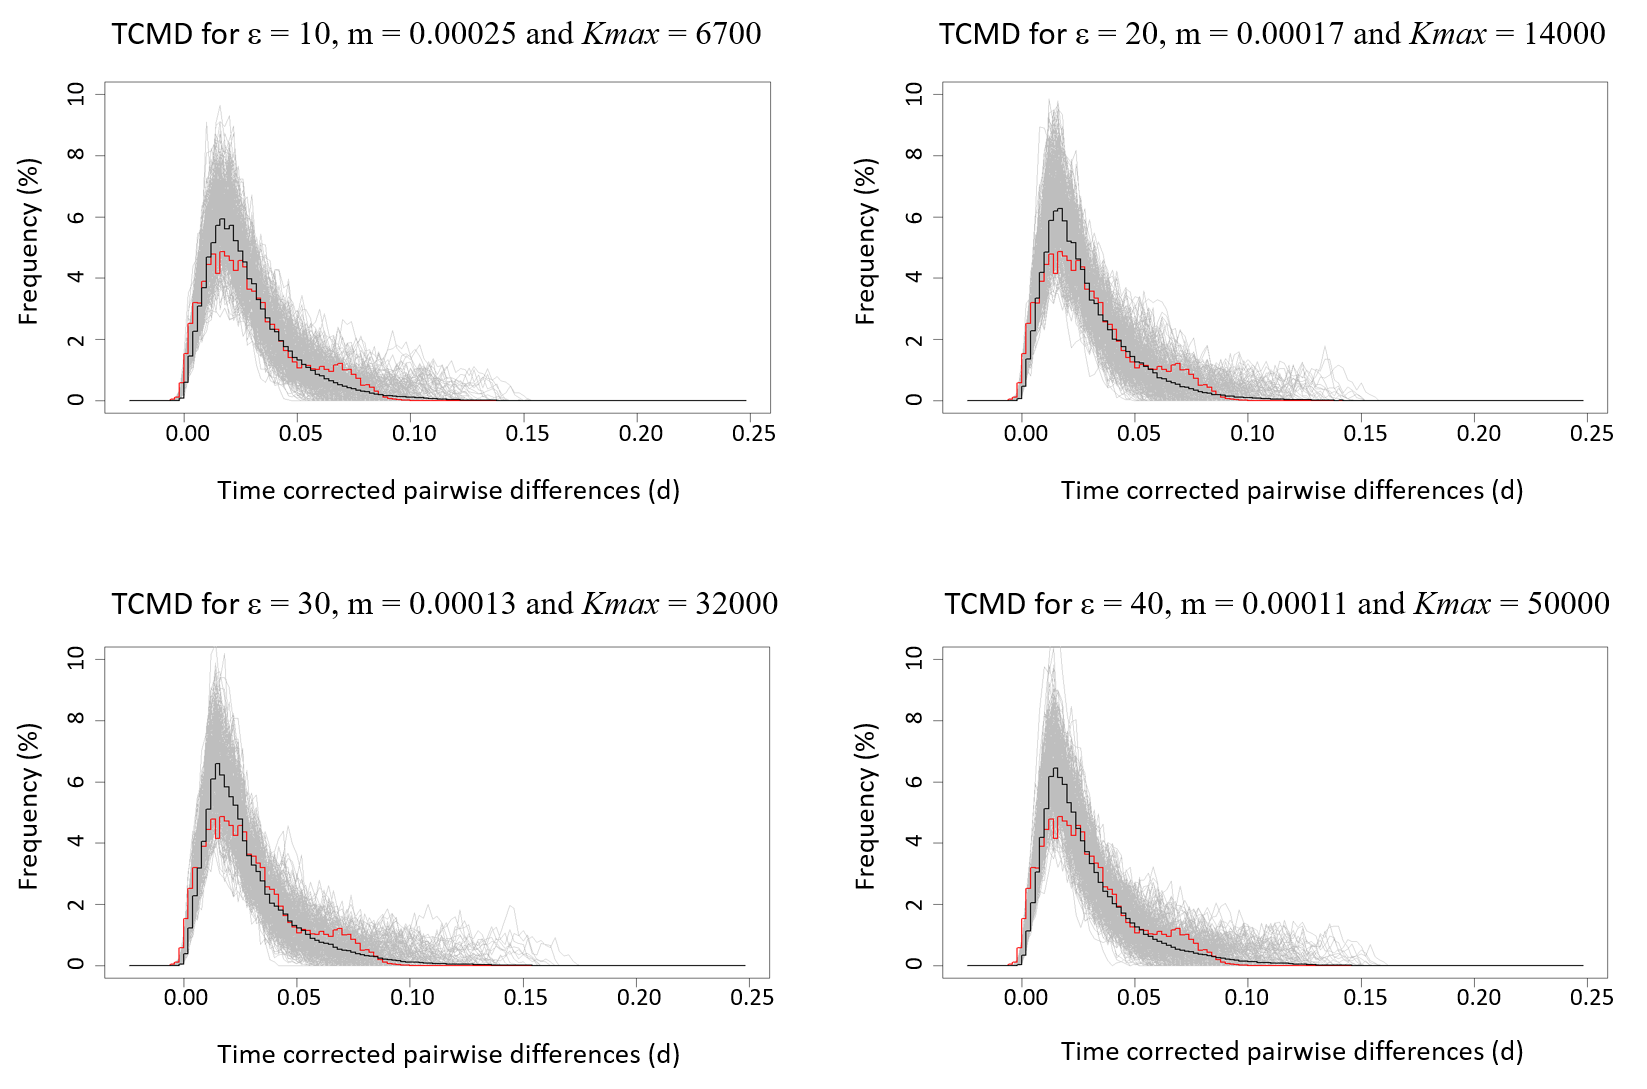 TCMD for ε = 10, m = 0.00025 and Kmax = 6700
Frequency (%)
10
8
6
4
2
0
0.00 0.05 0.10 0.15 0.20 0.25
Time corrected pairwise differences (d)
TCMD for ε = 20, m = 0.00017 and Kmax = 14000
Frequency (%)
10
8
6
4
2
0
0.00 0.05 0.10 0.15 0.20 0.25
Time corrected pairwise differences (d)
TCMD for ε = 30, m = 0.00013 and Kmax = 32000
Frequency (%)
10
8
6
4
2
0
0.00 0.05 0.10 0.15 0.20 0.25
Time corrected pairwise differences (d)
TCMD for ε = 40, m = 0.00011 and Kmax = 50000
Frequency (%)
10
8
6
4
2
0
0.00 0.05 0.10 0.15 0.20 0.25
Time corrected pairwise differences (d)